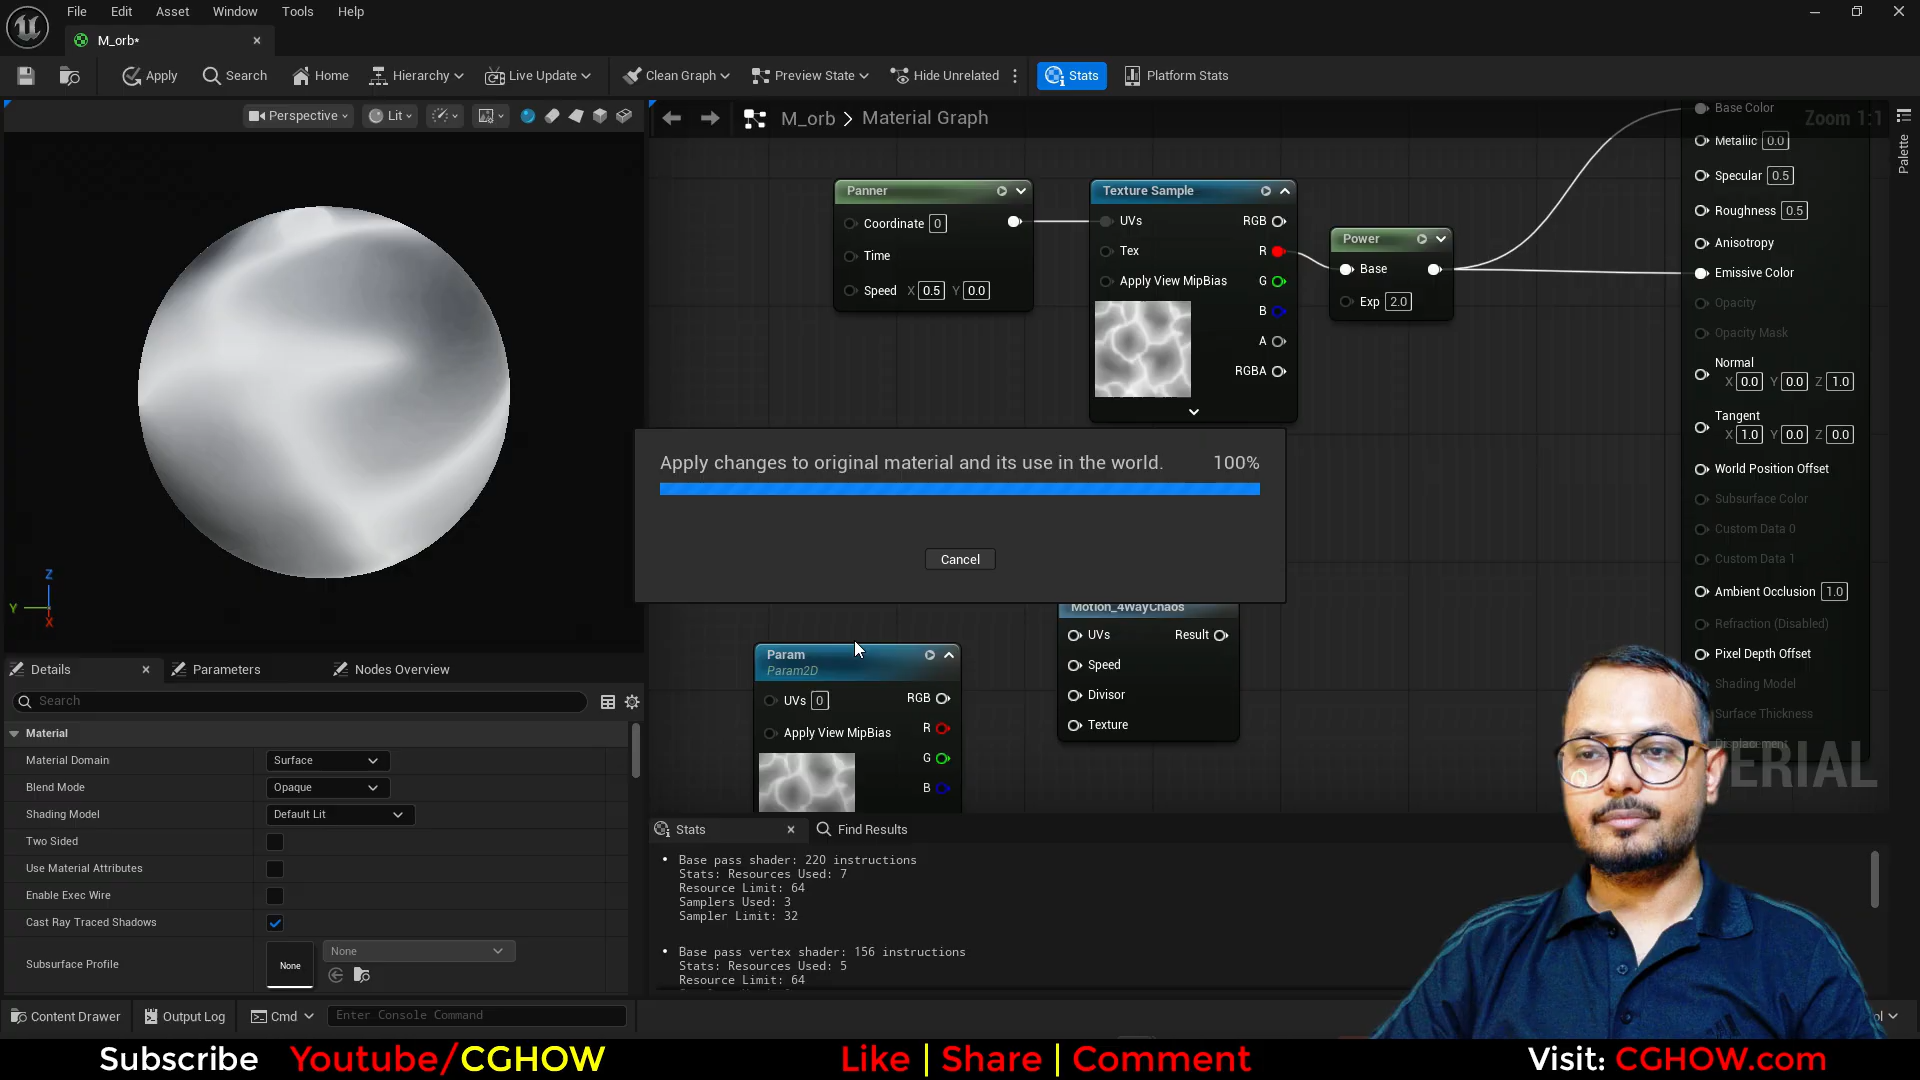 File Edit Asset Window Tools Help
M_orb*
Apply Search Home Hierarchy Live Update Clean Graph Preview State Hide Unrelated Stats Platform Stats
Perspective Lit
M_orb > Material Graph
Zoom 1:1
Palette
Panner
Coordinate 0
Time
Speed X 0.5 Y 0.0
Texture Sample
UVs RGB
Tex R
Apply View MipBias G
B
A
RGBA
Power
Base
Exp 2.0
Base Color
Metallic 0.0
Specular 0.5
Roughness 0.5
Anisotropy
Emissive Color
Opacity
Opacity Mask
Normal
X 0.0 Y 0.0 Z 1.0
Tangent
X 1.0 Y 0.0 Z 0.0
World Position Offset
Subsurface Color
Custom Data 0
Custom Data 1
Ambient Occlusion 1.0
Refraction (Disabled)
Pixel Depth Offset
Shading Model
Surface Thickness
Displacement
Apply changes to original material and its use in the world. 100%
Cancel
Motion_4WayChaos
UVs Result
Speed
Divisor
Texture
Param
Param2D
UVs 0 RGB
Apply View MipBias R
G
B
Z
Y
X
Details Parameters Nodes Overview
Search
Material
Material Domain Surface
Blend Mode Opaque
Shading Model Default Lit
Two Sided
Use Material Attributes
Enable Exec Wire
Cast Ray Traced Shadows
Subsurface Profile None None
Stats Find Results
Base pass shader: 220 instructions
Stats: Resources Used: 7
Resource Limit: 64
Samplers Used: 3
Sampler Limit: 32
Base pass vertex shader: 156 instructions
Stats: Resources Used: 5
Resource Limit: 64
Content Drawer Output Log Cmd Enter Console Command
Subscribe Youtube/CGHOW Like | Share | Comment Visit: CGHOW.com